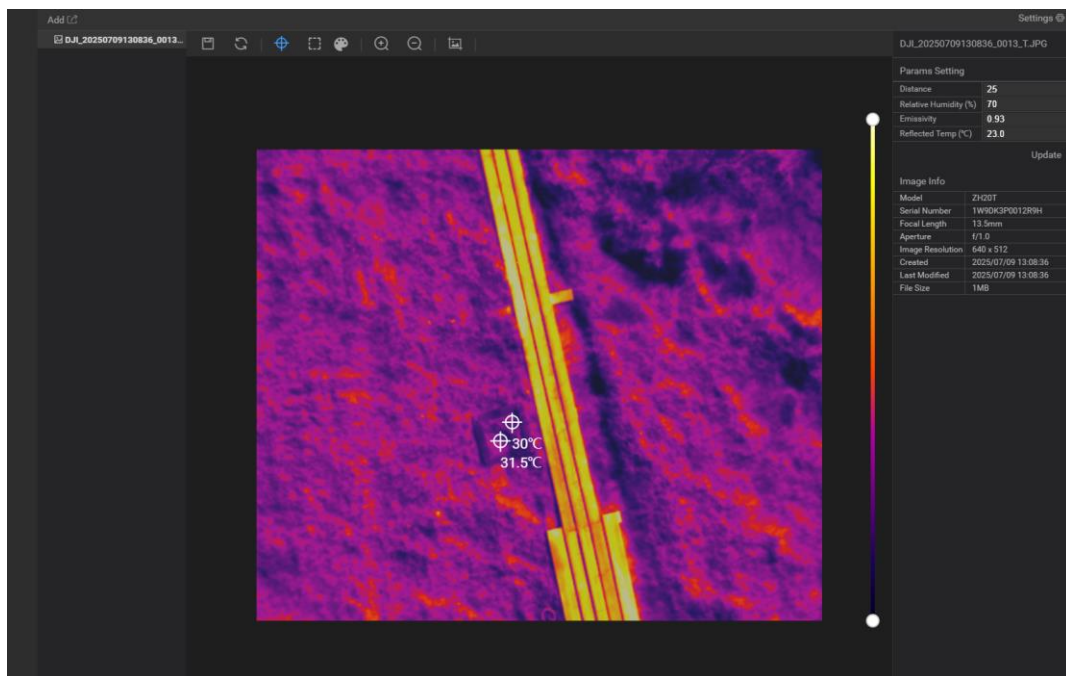 Add
Settings
DJI_20250709130836_0013...
DJI_20250709130836_0013_T.JPG
Params Setting
Distance 25
Relative Humidity (%) 70
Emissivity 0.93
Reflected Temp (℃) 23.0
Update
Image Info
Model ZH20T
Serial Number 1W9DK3P0012R9H
Focal Length 13.5mm
Aperture f/1.0
Image Resolution 640 x 512
Created 2025/07/09 13:08:36
Last Modified 2025/07/09 13:08:36
File Size 1MB
30℃
31.5℃